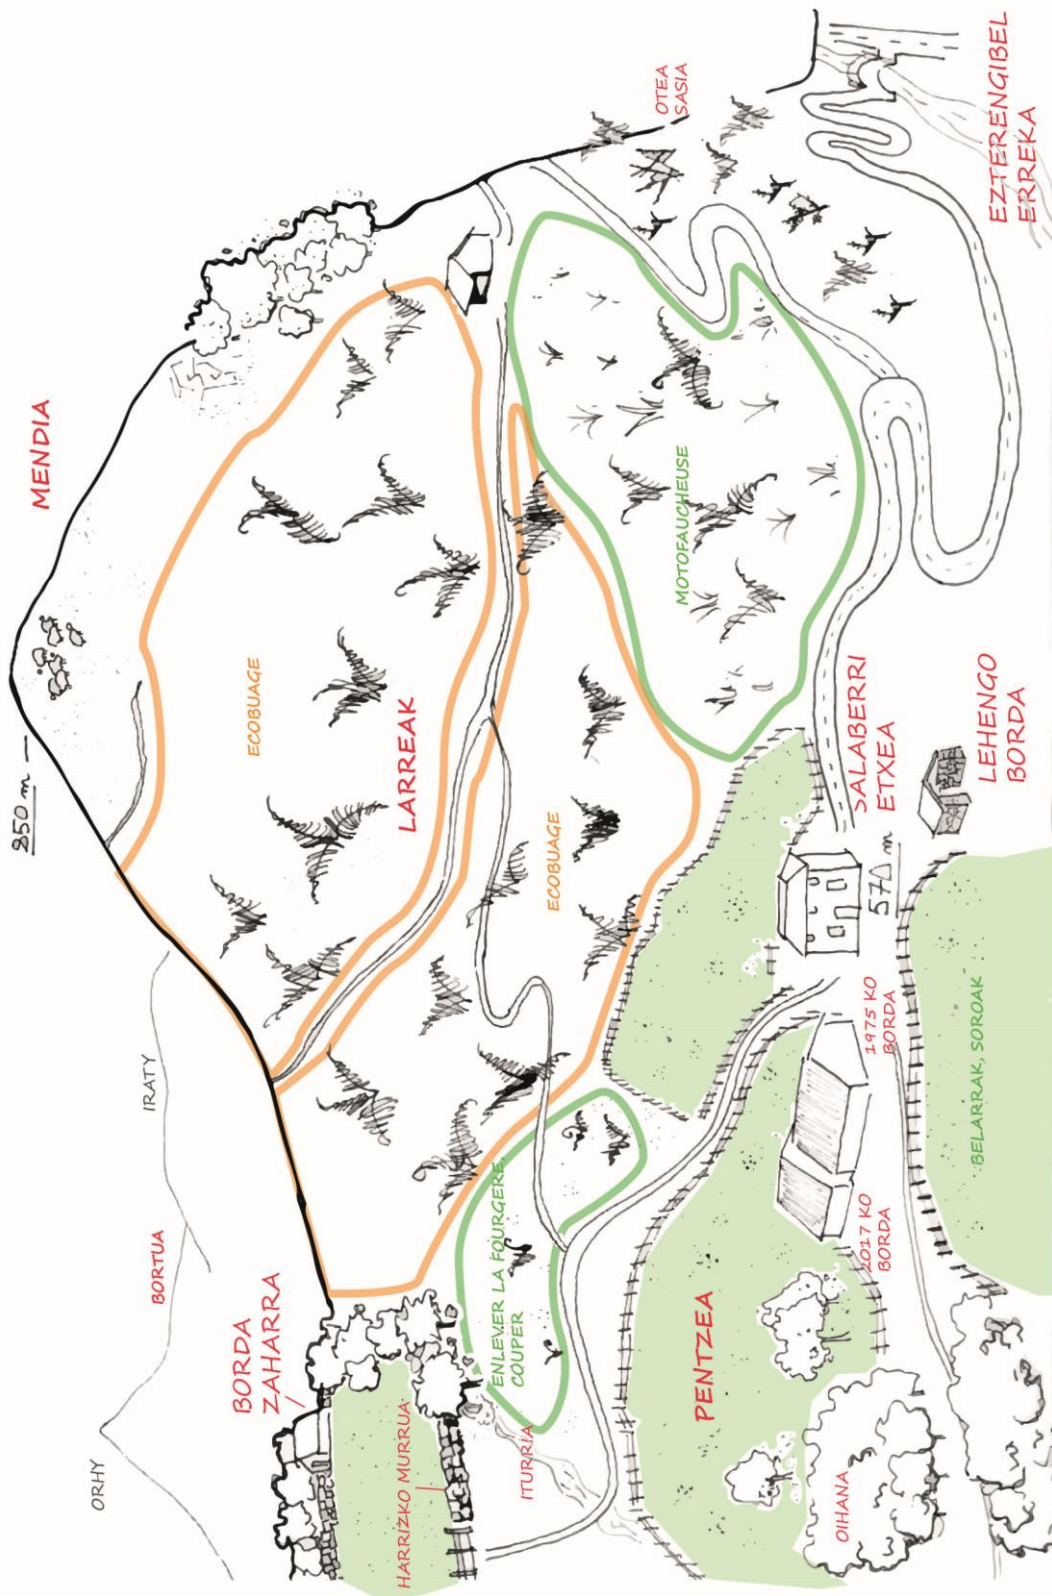 ORHY
BORTUA
IRATY
850 m
MENDIA
BORDA
ZAHARRA
ECOBUAGE
HARRIZKO MURRUA
LARREAK
OTEA
SASIA
ENLEVER LA FOURGERE,
COUPER
ITURRIA
ECOBUAGE
MOTOFAUCHEUSE
PENTZEA
OIHANA
2017 KO
BORDA
1975 KO
BORDA
SALABERRI
ETXEA
570 m
BELARRAK, SOROAK
LEHENGO
BORDA
EZTERENGIBEL
ERREKA